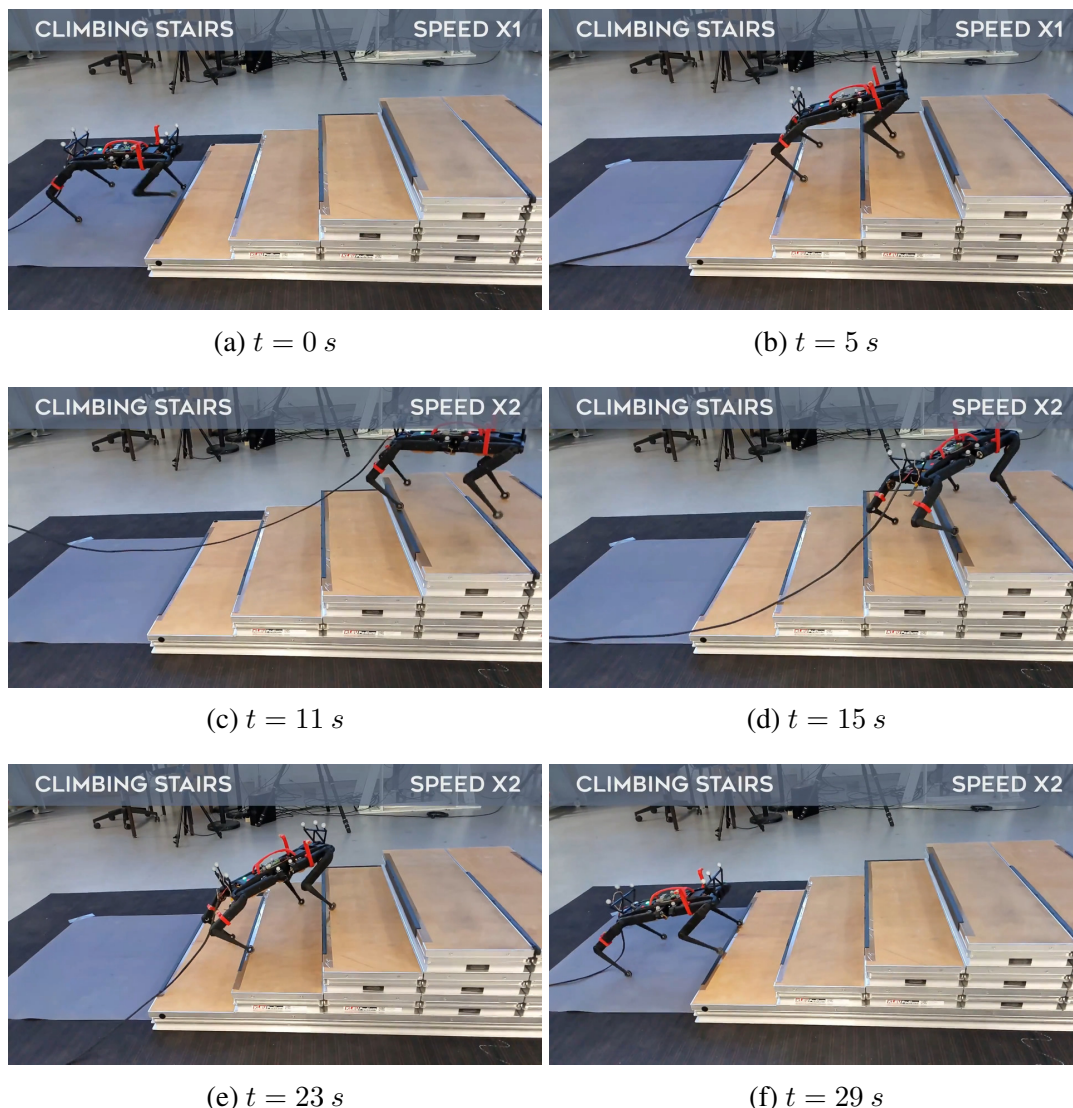 CLIMBING STAIRS SPEED X1
CLIMBING STAIRS SPEED X1
(a) t = 0 s
(b) t = 5 s
CLIMBING STAIRS SPEED X2
CLIMBING STAIRS SPEED X2
(c) t = 11 s
(d) t = 15 s
CLIMBING STAIRS SPEED X2
CLIMBING STAIRS SPEED X2
(e) t = 23 s
(f) t = 29 s